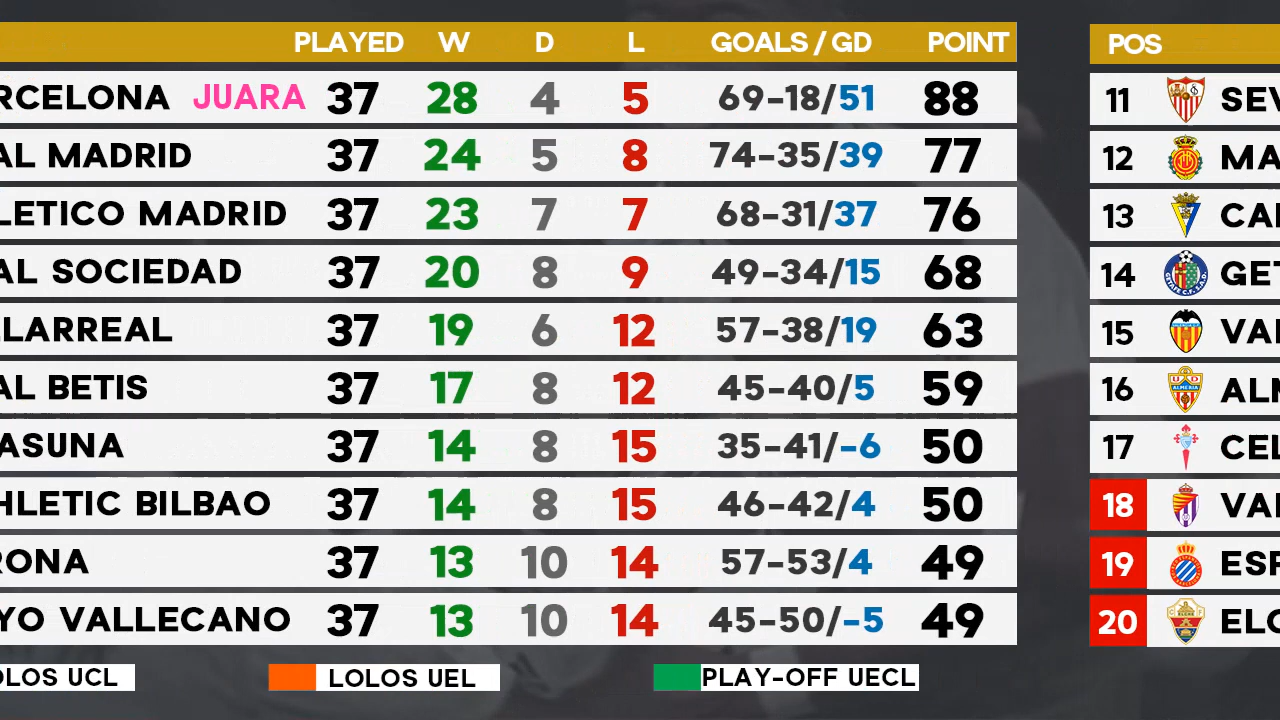 PLAYED W D L GOALS / GD POINT
RCELONA JUARA 37 28 4 5 69-18/51 88
AL MADRID 37 24 5 8 74-35/39 77
LETICO MADRID 37 23 7 7 68-31/37 76
AL SOCIEDAD 37 20 8 9 49-34/15 68
LARREAL 37 19 6 12 57-38/19 63
AL BETIS 37 17 8 12 45-40/5 59
ASUNA 37 14 8 15 35-41/-6 50
HLETIC BILBAO 37 14 8 15 46-42/4 50
RONA 37 13 10 14 57-53/4 49
YO VALLECANO 37 13 10 14 45-50/-5 49
OLOS UCL LOLOS UEL PLAY-OFF UECL
POS
11 SEV
12 MA
13 CAD
14 GET
15 VAL
16 ALM
17 CEL
18 VAL
19 ESP
20 ELC